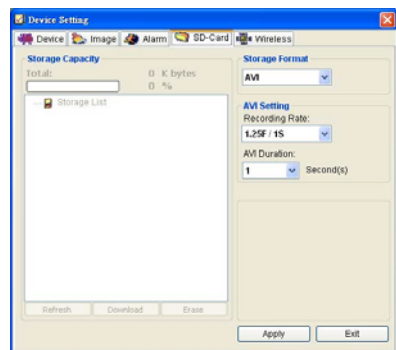 Device Setting
Device Image Alarm SD-Card Wireless
Storage Capacity
Total: 0 K bytes
0 %
Storage List
Refresh Download Erase
Storage Format
AVI
AVI Setting
Recording Rate:
1.25F / 1S
AVI Duration:
1 Second(s)
Apply Exit